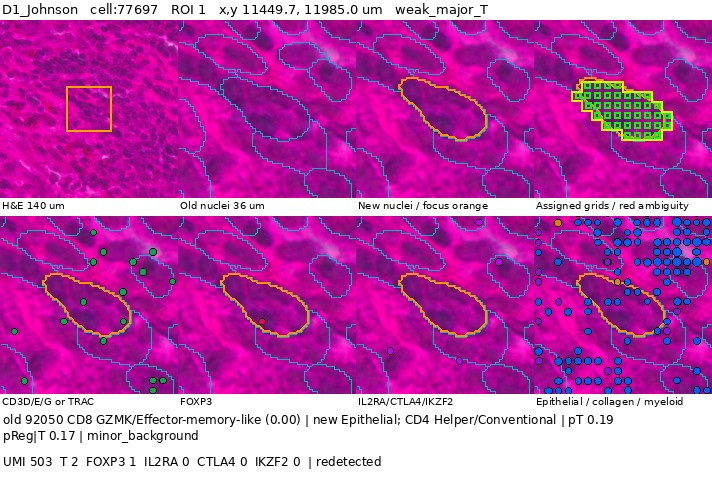 D1_Johnson cell:77697 ROI 1 x,y 11449.7, 11985.0 um weak_major_T
H&E 140 um
Old nuclei 36 um
New nuclei / focus orange
Assigned grids / red ambiguity
CD3D/E/G or TRAC
FOXP3
IL2RA/CTLA4/IKZF2
Epithelial / collagen / myeloid
old 92050 CD8 GZMK/Effector-memory-like (0.00) | new Epithelial; CD4 Helper/Conventional | pT 0.19
pReg|T 0.17 | minor_background
UMI 503 T 2 FOXP3 1 IL2RA 0 CTLA4 0 IKZF2 0 | redetected